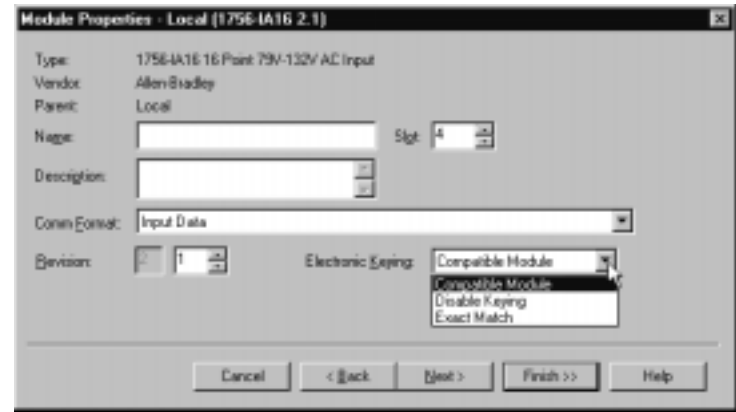 Module Properties - Local (1756-IA16 2.1)
Type: 1756-IA16 16 Point 79V-132V AC Input
Vendor: Allen-Bradley
Parent: Local
Name: Slot: 4
Description:
Comm Format: Input Data
Revision: 2 1 Electronic Keying: Compatible Module
Compatible Module
Disable Keying
Exact Match
Cancel < Back Next > Finish >> Help